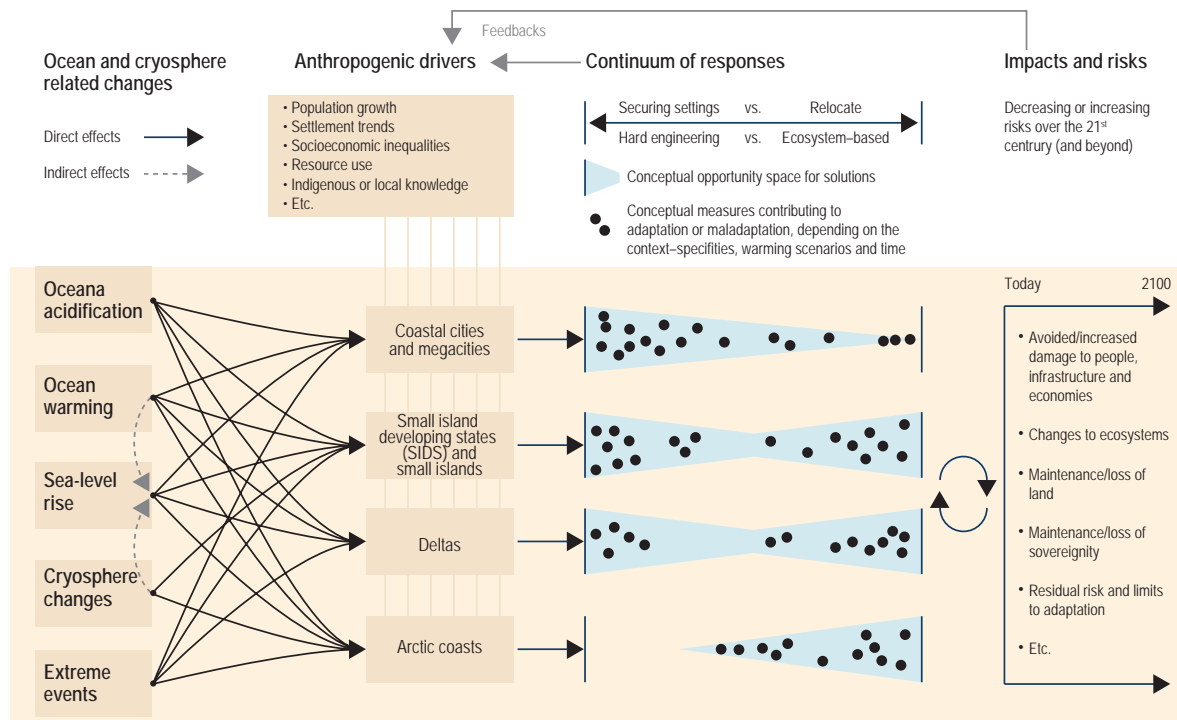 Feedbacks
Ocean and cryosphere
related changes
Direct effects
Indirect effects
Anthropogenic drivers
• Population growth
• Settlement trends
• Socioeconomic inequalities
• Resource use
• Indigenous or local knowledge
• Etc.
Continuum of responses
Securing settings vs. Relocate
Hard engineering vs. Ecosystem–based
Conceptual opportunity space for solutions
Conceptual measures contributing to
adaptation or maladaptation, depending on the
context–specifities, warming scenarios and time
Impacts and risks
Decreasing or increasing
risks over the 21st
century (and beyond)
Oceana
acidification
Ocean
warming
Sea-level
rise
Cryosphere
changes
Extreme
events
Coastal cities
and megacities
Small island
developing states
(SIDS) and
small islands
Deltas
Arctic coasts
Today 2100
• Avoided/increased
damage to people,
infrastructure and
economies
• Changes to ecosystems
• Maintenance/loss of
land
• Maintenance/loss of
sovereignity
• Residual risk and limits
to adaptation
• Etc.